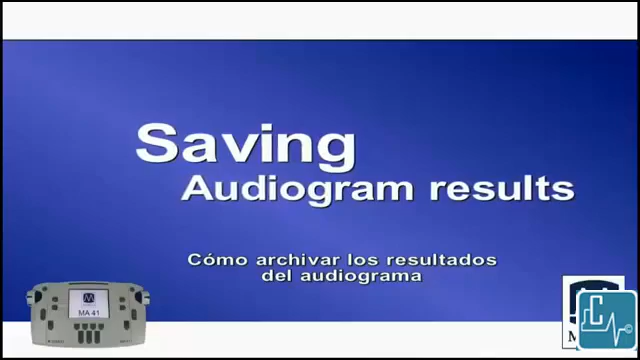 Saving
Audiogram results
Cómo archivar los resultados
del audiograma
MA 41
M
C
©